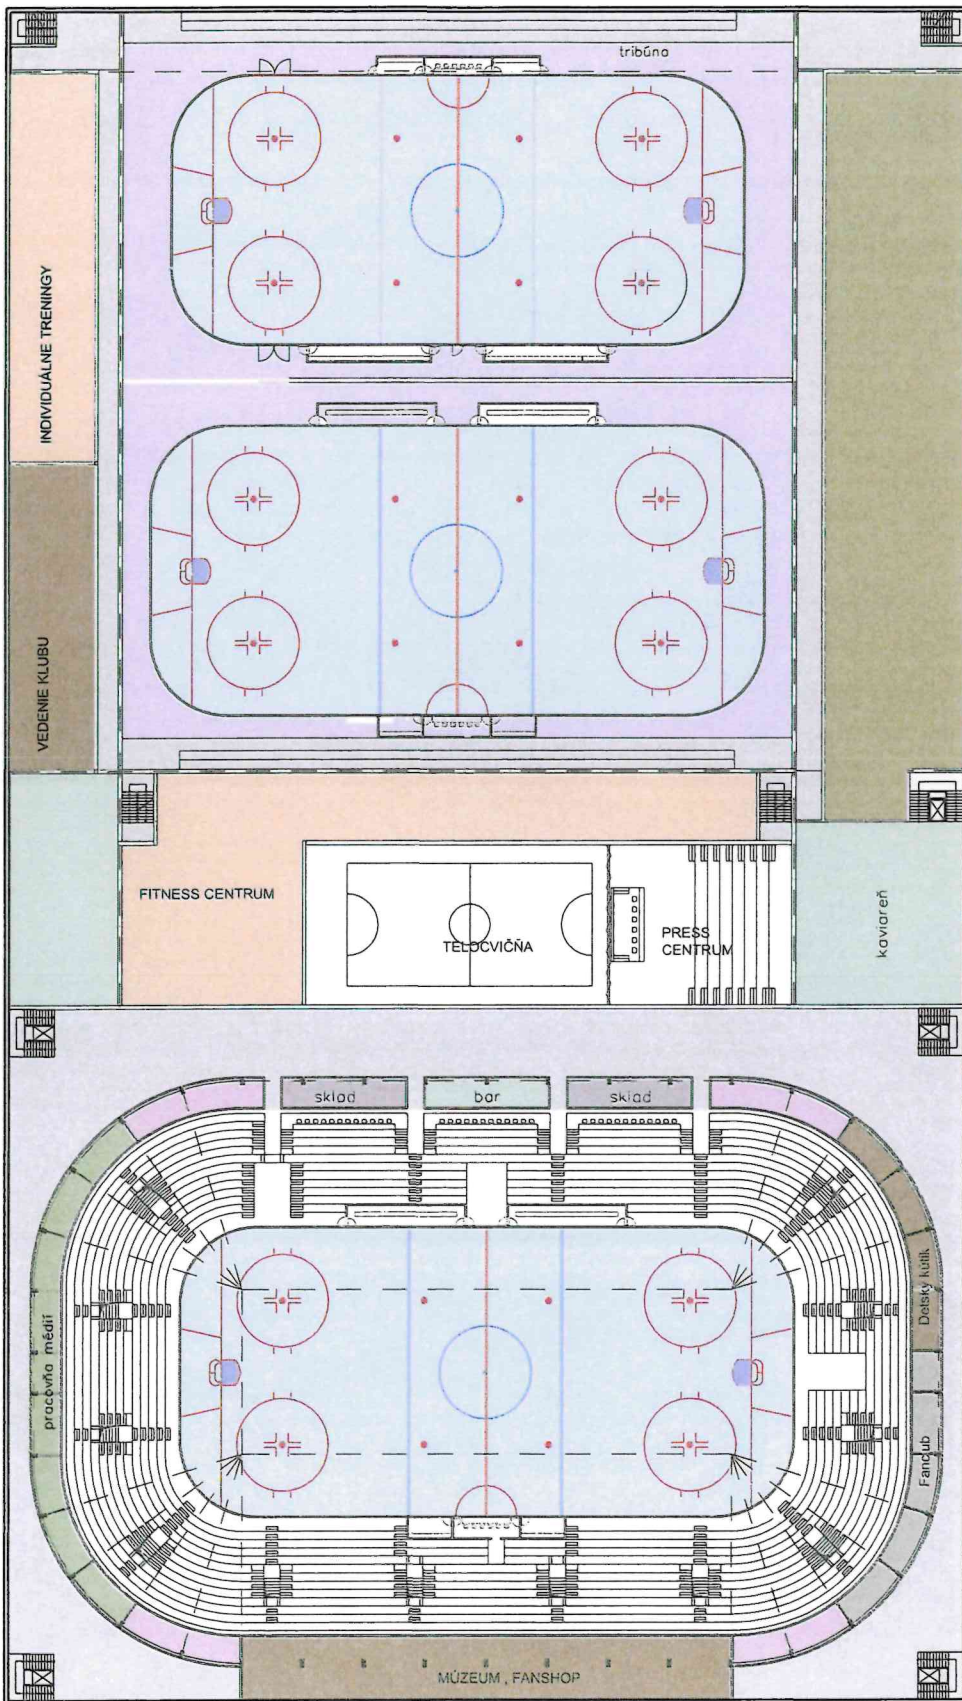 tribúna
INDIVIDUÁLNE TRENINGY
VEDENIE KLUBU
FITNESS CENTRUM
TELOCVIČŇA
PRESS
CENTRUM
kaviareň
sklad
bar
sklad
pracovňa médií
Detský kútik
Fanclub
MÚZEUM , FANSHOP